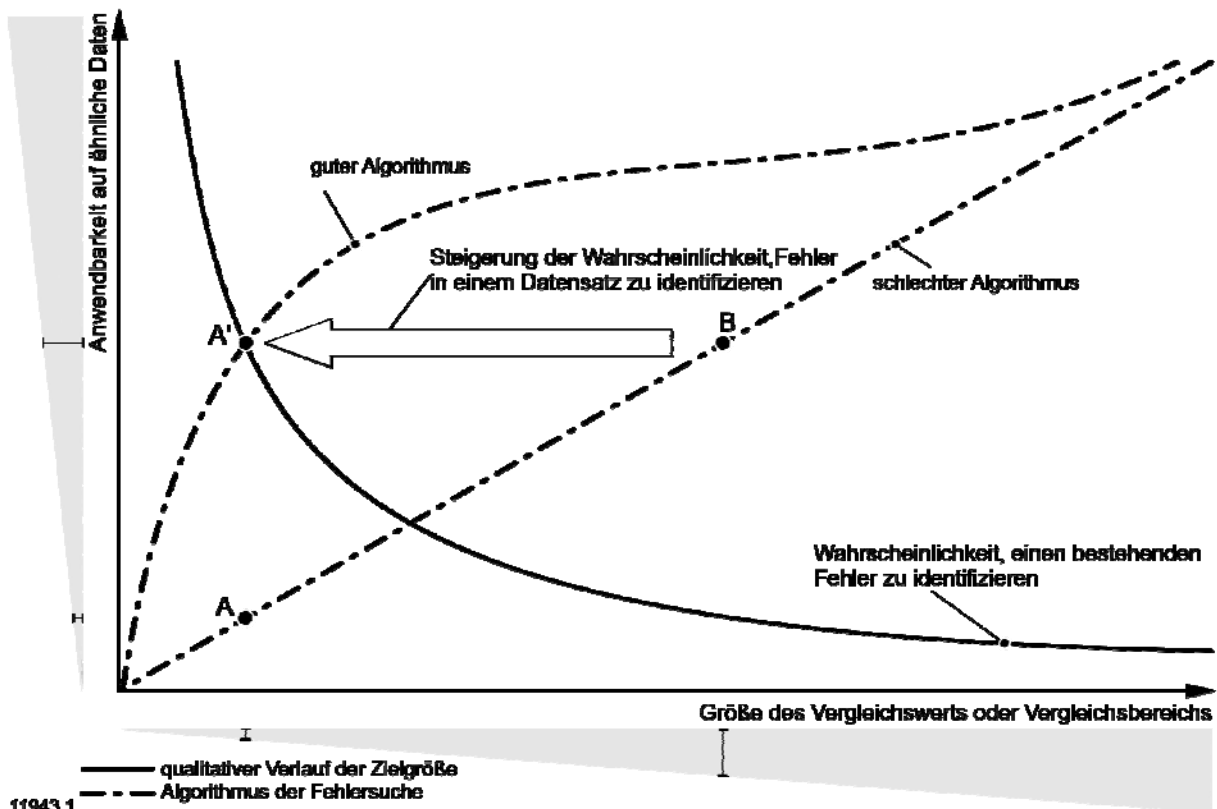 Anwendbarkeit auf ähnliche Daten
guter Algorithmus
Steigerung der Wahrscheinlichkeit, Fehler
in einem Datensatz zu identifizieren
schlechter Algorithmus
A'
B
A
Wahrscheinlichkeit, einen bestehenden
Fehler zu identifizieren
Größe des Vergleichswerts oder Vergleichsbereichs
qualitativer Verlauf der Zielgröße
Algorithmus der Fehlersuche
11943.1